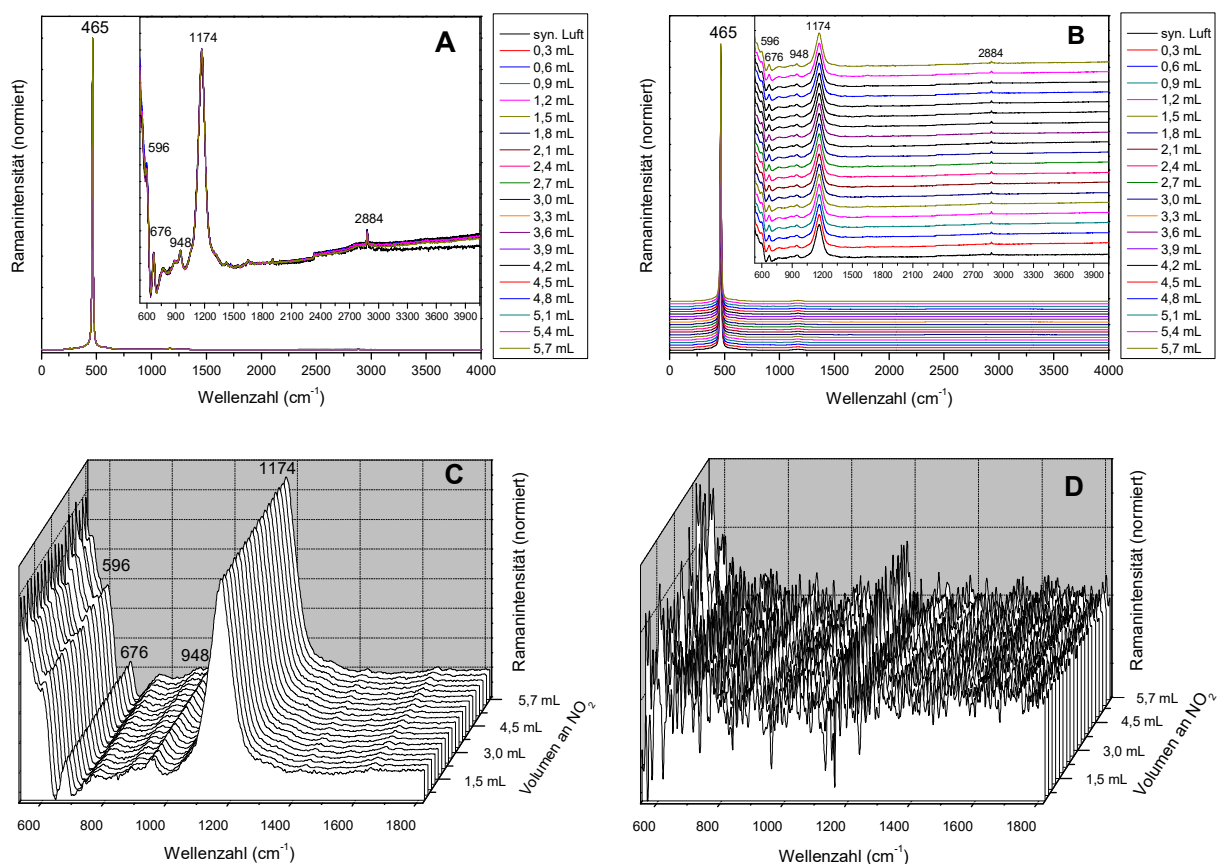 A
465
1174
596
676
948
2884
600 900 1200 1500 1800 2100 2400 2700 3000 3300 3600 3900
0 500 1000 1500 2000 2500 3000 3500 4000
Wellenzahl (cm⁻¹)
Ramanintensität (normiert)
syn. Luft
0,3 mL
0,6 mL
0,9 mL
1,2 mL
1,5 mL
1,8 mL
2,1 mL
2,4 mL
2,7 mL
3,0 mL
3,3 mL
3,6 mL
3,9 mL
4,2 mL
4,5 mL
4,8 mL
5,1 mL
5,4 mL
5,7 mL
B
465
596
676
948
1174
2884
600 900 1200 1500 1800 2100 2400 2700 3000 3300 3600 3900
0 500 1000 1500 2000 2500 3000 3500 4000
Wellenzahl (cm⁻¹)
Ramanintensität (normiert)
syn. Luft
0,3 mL
0,6 mL
0,9 mL
1,2 mL
1,5 mL
1,8 mL
2,1 mL
2,4 mL
2,7 mL
3,0 mL
3,3 mL
3,6 mL
3,9 mL
4,2 mL
4,5 mL
4,8 mL
5,1 mL
5,4 mL
5,7 mL
C
1174
596
676
948
600 800 1000 1200 1400 1600 1800
Wellenzahl (cm⁻¹)
1,5 mL
3,0 mL
4,5 mL
5,7 mL
Volumen an NO₂
Ramanintensität (normiert)
D
600 800 1000 1200 1400 1600 1800
Wellenzahl (cm⁻¹)
1,5 mL
3,0 mL
4,5 mL
5,7 mL
Volumen an NO₂
Ramanintensität (normiert)